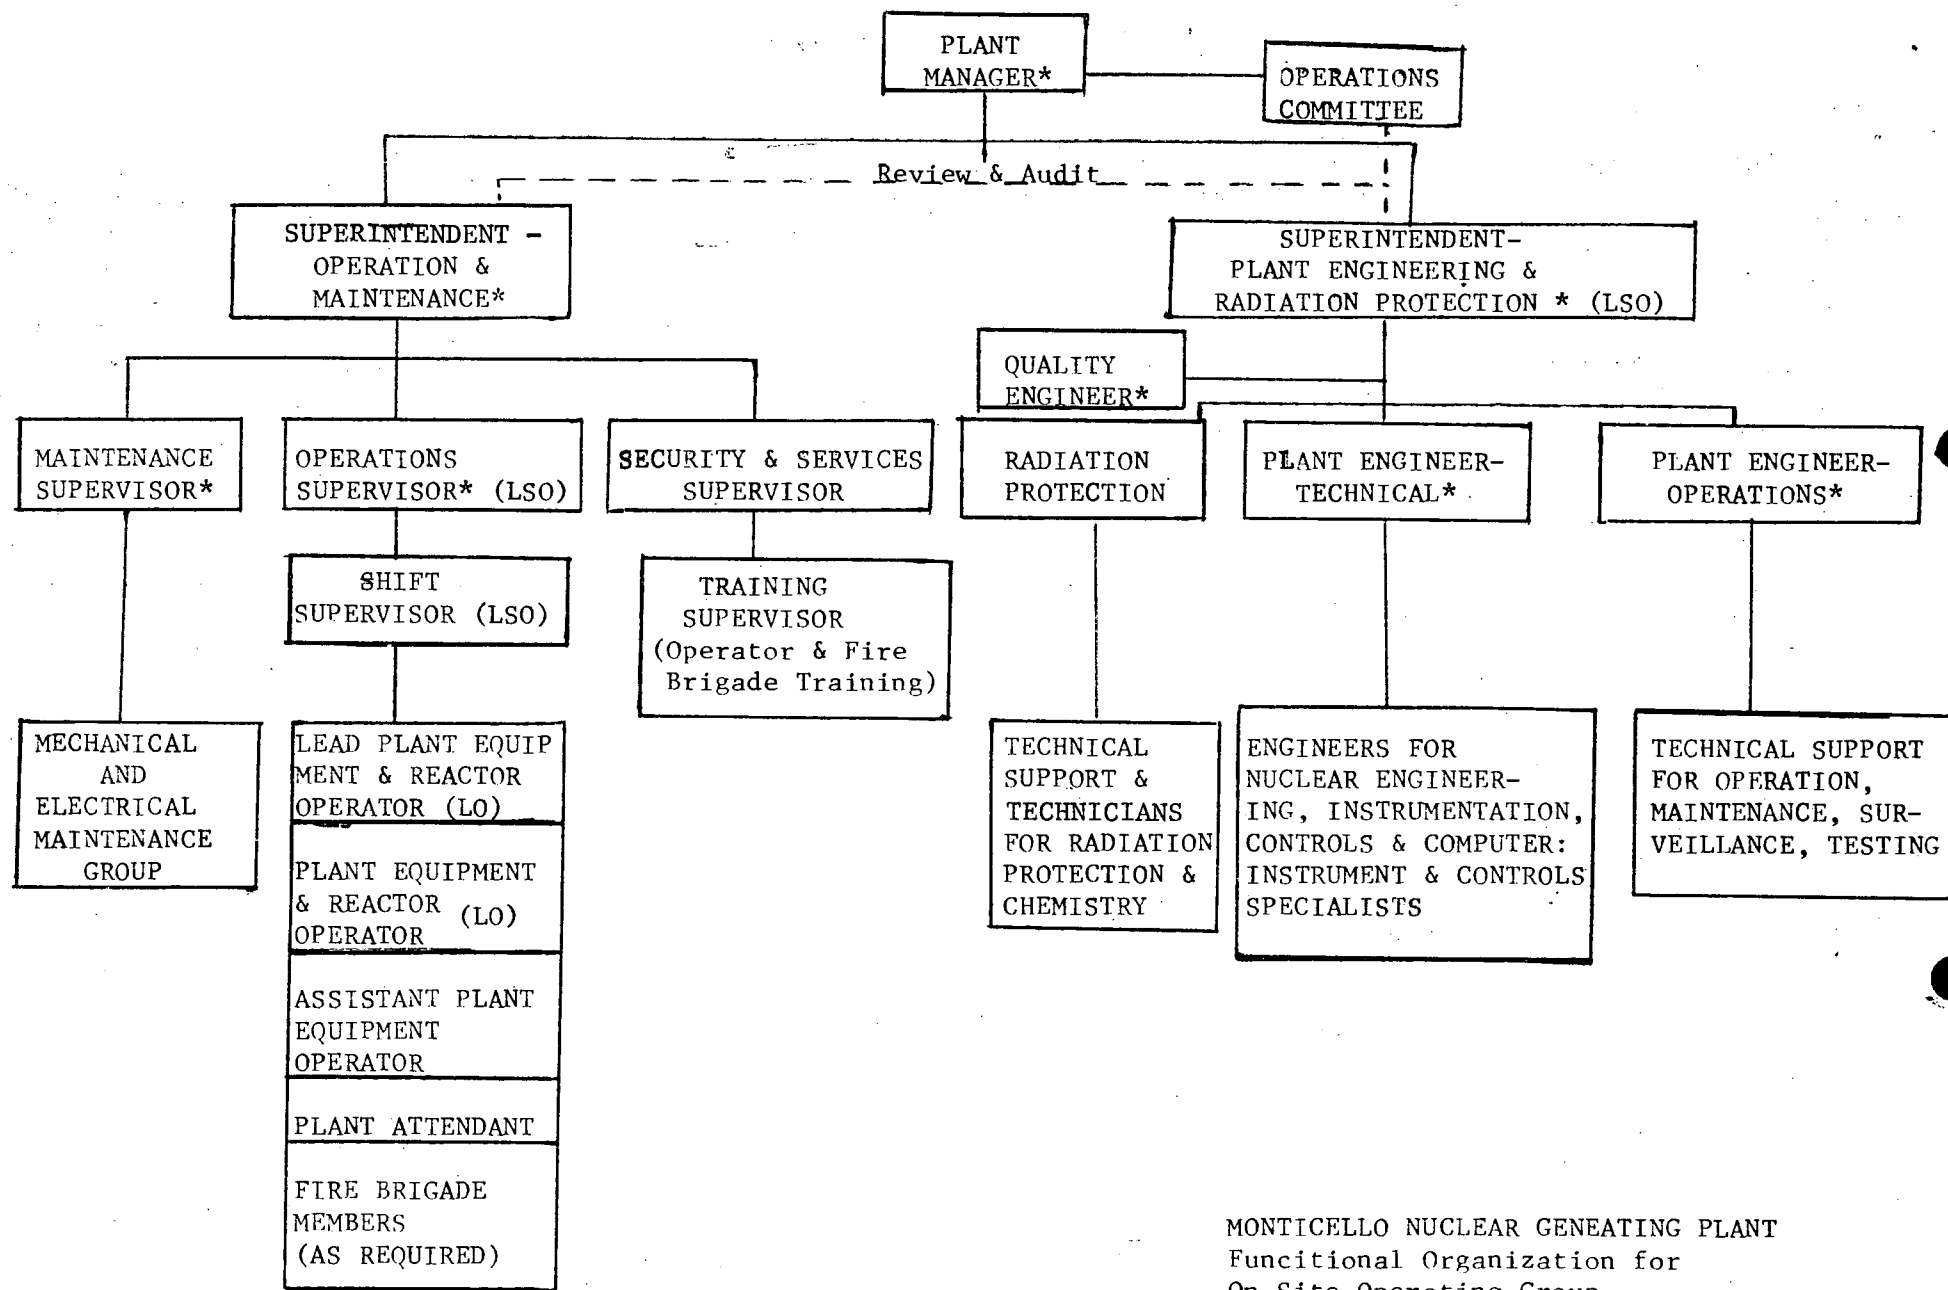 PLANT
MANAGER*
OPERATIONS
COMMITTEE
Review & Audit
SUPERINTENDENT -
OPERATION &
MAINTENANCE*
SUPERINTENDENT-
PLANT ENGINEERING &
RADIATION PROTECTION * (LSO)
QUALITY
ENGINEER*
MAINTENANCE
SUPERVISOR*
OPERATIONS
SUPERVISOR* (LSO)
SECURITY & SERVICES
SUPERVISOR
RADIATION
PROTECTION
PLANT ENGINEER-
TECHNICAL*
PLANT ENGINEER-
OPERATIONS*
SHIFT
SUPERVISOR (LSO)
TRAINING
SUPERVISOR
(Operator & Fire
Brigade Training)
MECHANICAL
AND
ELECTRICAL
MAINTENANCE
GROUP
LEAD PLANT EQUIP
MENT & REACTOR
OPERATOR (LO)
PLANT EQUIPMENT
& REACTOR (LO)
OPERATOR
ASSISTANT PLANT
EQUIPMENT
OPERATOR
PLANT ATTENDANT
FIRE BRIGADE
MEMBERS
(AS REQUIRED)
TECHNICAL
SUPPORT &
TECHNICIANS
FOR RADIATION
PROTECTION &
CHEMISTRY
ENGINEERS FOR
NUCLEAR ENGINEER-
ING, INSTRUMENTATION,
CONTROLS & COMPUTER:
INSTRUMENT & CONTROLS
SPECIALISTS
TECHNICAL SUPPORT
FOR OPERATION,
MAINTENANCE, SUR-
VEILLANCE, TESTING
MONTICELLO NUCLEAR GENEATING PLANT
Funcitional Organization for
On-Site Operating Group